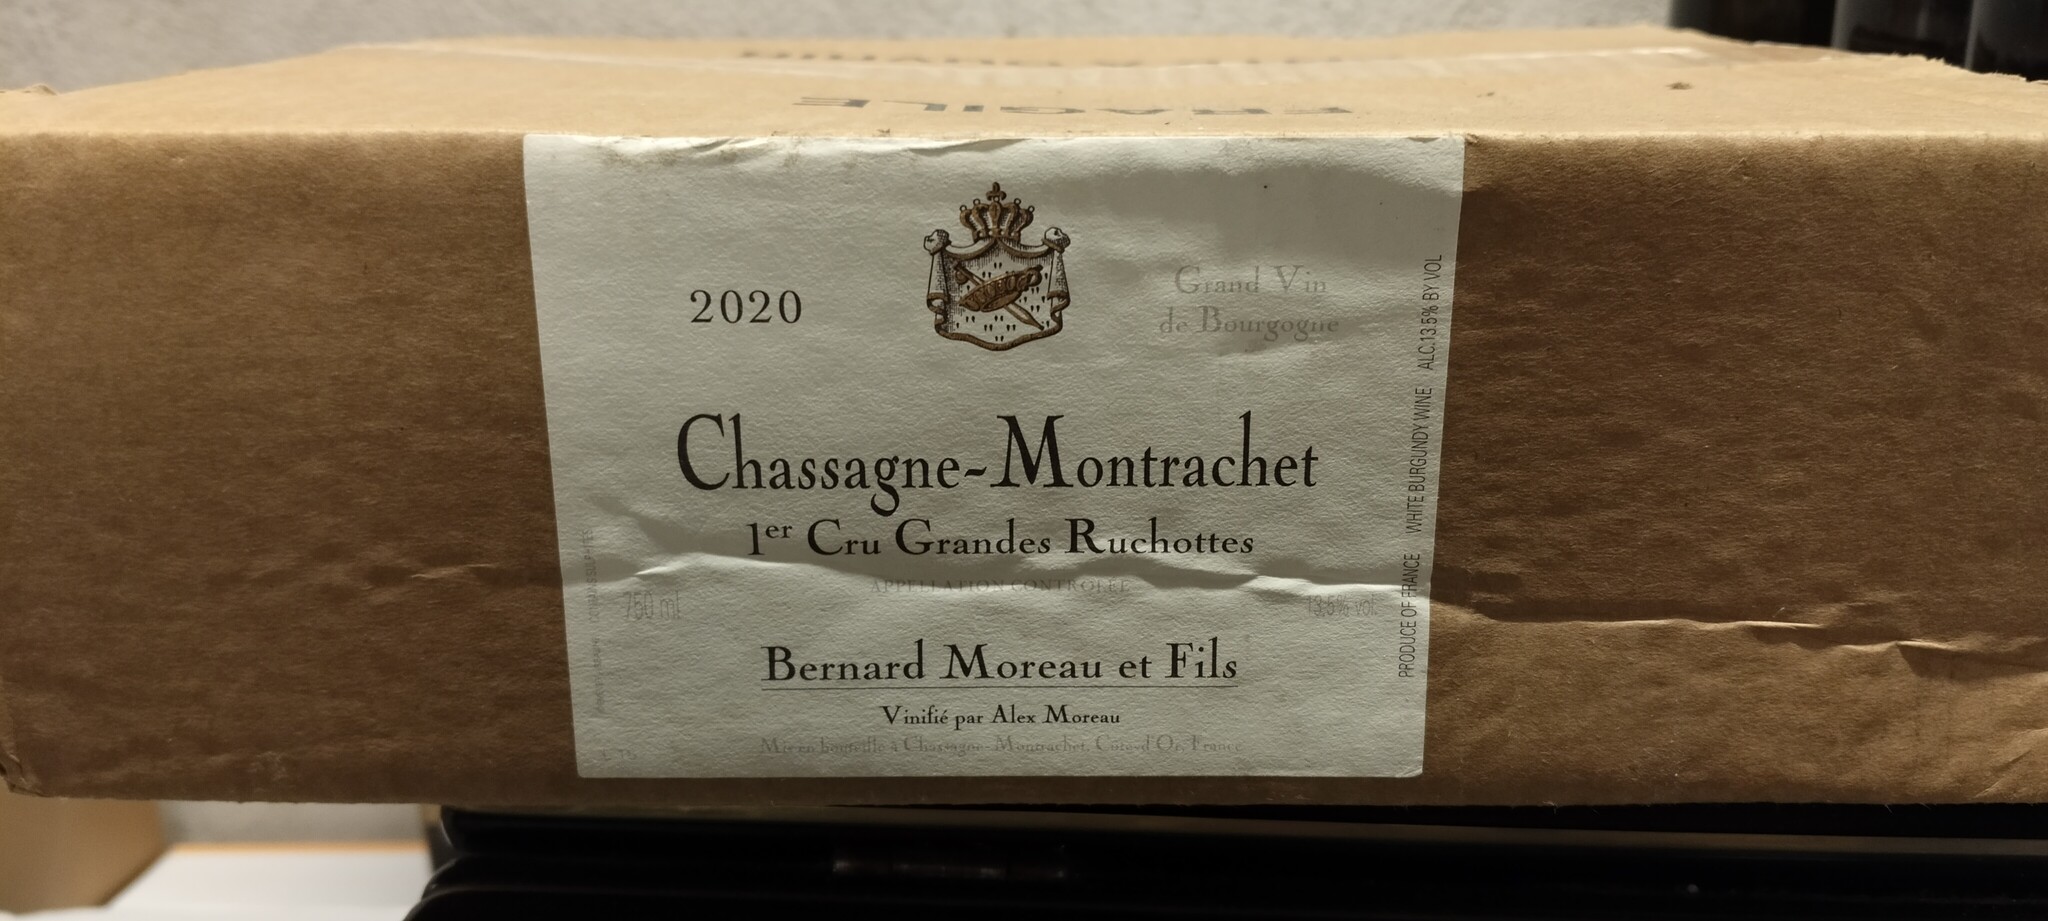 FRAGILE
2020
Grand Vin
de Bourgogne
Chassagne-Montrachet
1er Cru Grandes Ruchottes
APPELLATION CONTRÔLÉE
750 ml
13.5% vol.
Bernard Moreau et Fils
Vinifié par Alex Moreau
Mis en bouteille à Chassagne-Montrachet, Côte-d'Or, France
PRODUCE OF FRANCE WHITE BURGUNDY WINE ALC.13.5% BY VOL